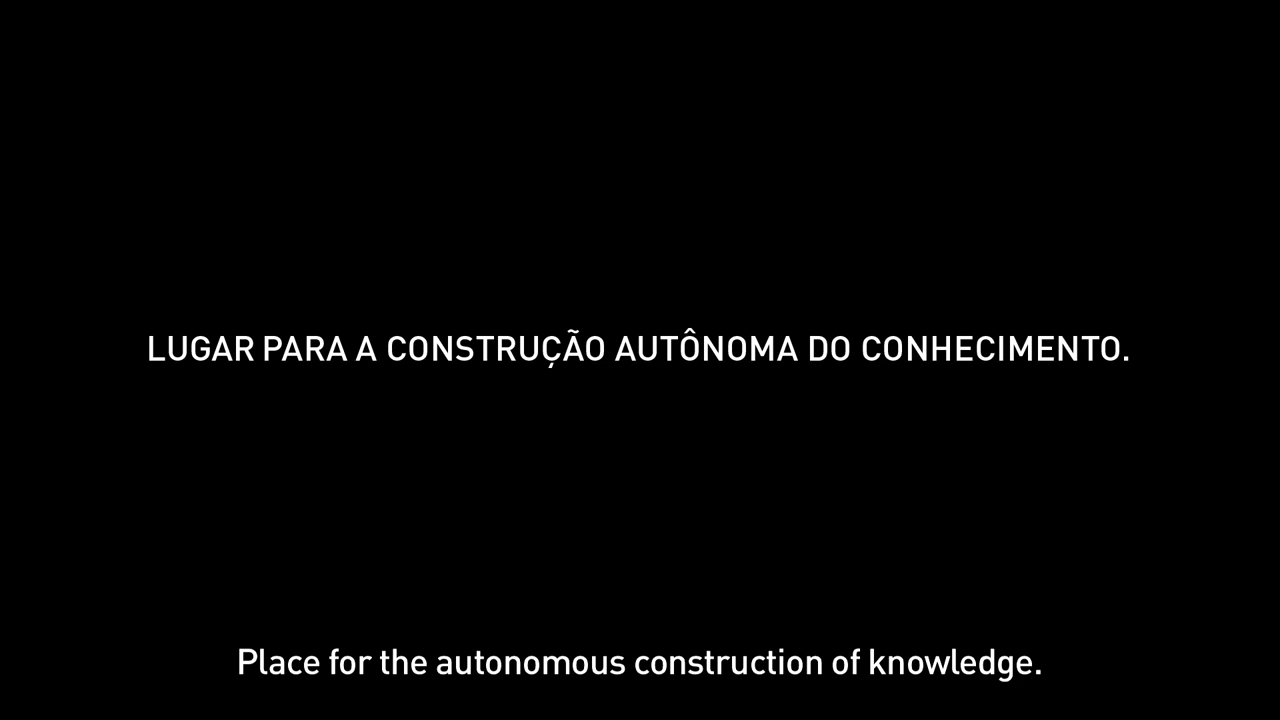 LUGAR PARA A CONSTRUÇÃO AUTÔNOMA DO CONHECIMENTO.
Place for the autonomous construction of knowledge.